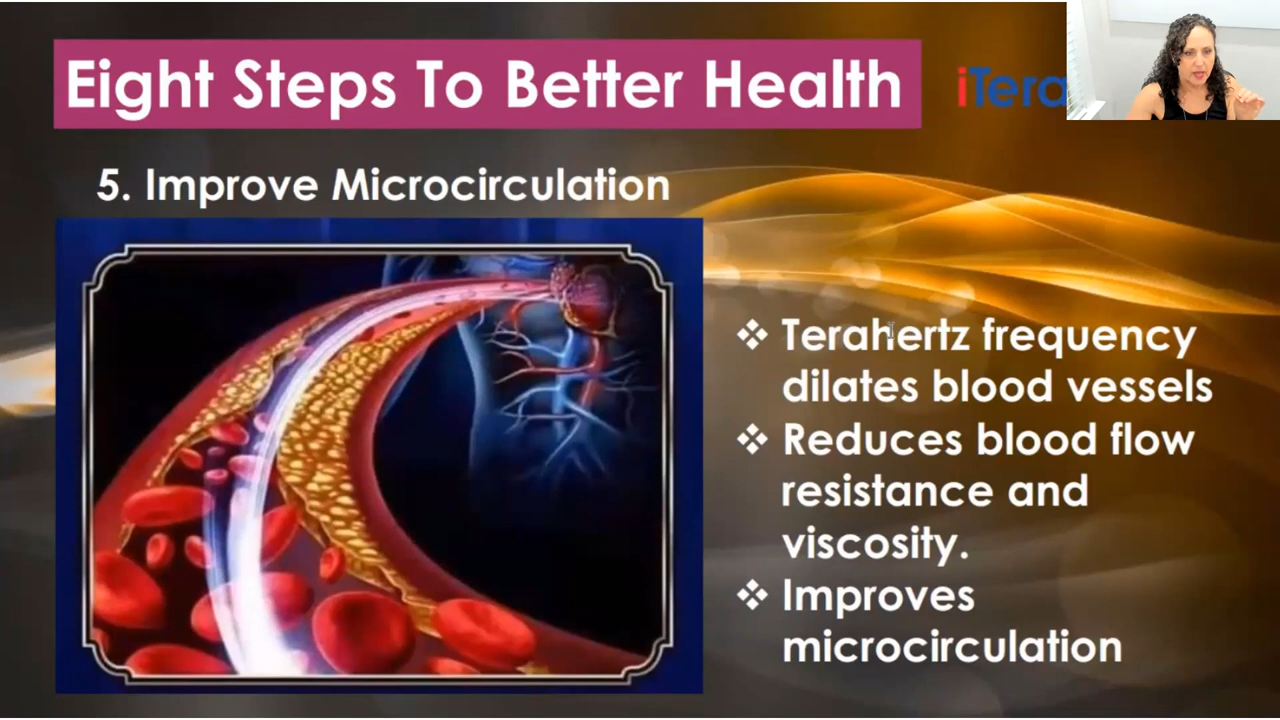 Eight Steps To Better Health
iTera
5. Improve Microcirculation
❖ Terahertz frequency
dilates blood vessels
❖ Reduces blood flow
resistance and
viscosity.
❖ Improves
microcirculation